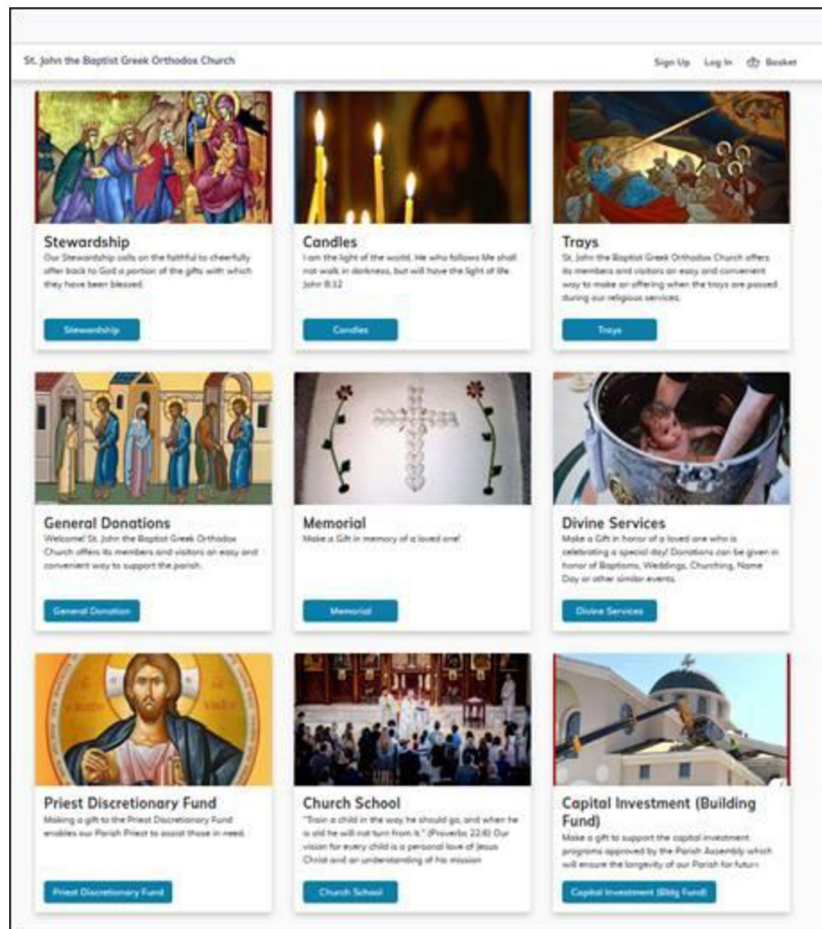 St. John the Baptist Greek Orthodox Church
Sign Up Log In Basket
Stewardship
Our Stewardship calls on the faithful to cheerfully
offer back to God a portion of the gifts with which
they have been blessed.
Stewardship
Candles
I am the light of the world. He who follows Me shall
not walk in darkness, but will have the light of life.
John 8:12
Candles
Trays
St. John the Baptist Greek Orthodox Church offers
its members and visitors an easy and convenient
way to make an offering when the trays are passed
during our religious services.
Trays
General Donations
Welcome! St. John the Baptist Greek Orthodox
Church offers its members and visitors an easy and
convenient way to support the parish.
General Donation
Memorial
Make a Gift in memory of a loved one!
Memorial
Divine Services
Make a Gift in honor of a loved one who is
celebrating a special day! Donations can be given in
honor of Baptisms, Weddings, Churching, Name
Day or other similar events.
Divine Services
Priest Discretionary Fund
Making a gift to the Priest Discretionary Fund
enables our Parish Priest to assist those in need.
Priest Discretionary Fund
Church School
"Train a child in the way he should go, and when he
is old he will not turn from it." (Proverbs 22:6) Our
vision for every child is a personal love of Jesus
Christ and an understanding of his mission
Church School
Capital Investment (Building
Fund)
Make a gift to support the capital investment
programs approved by the Parish Assembly which
will ensure the longevity of our Parish for future
Capital Investment (Bldg Fund)